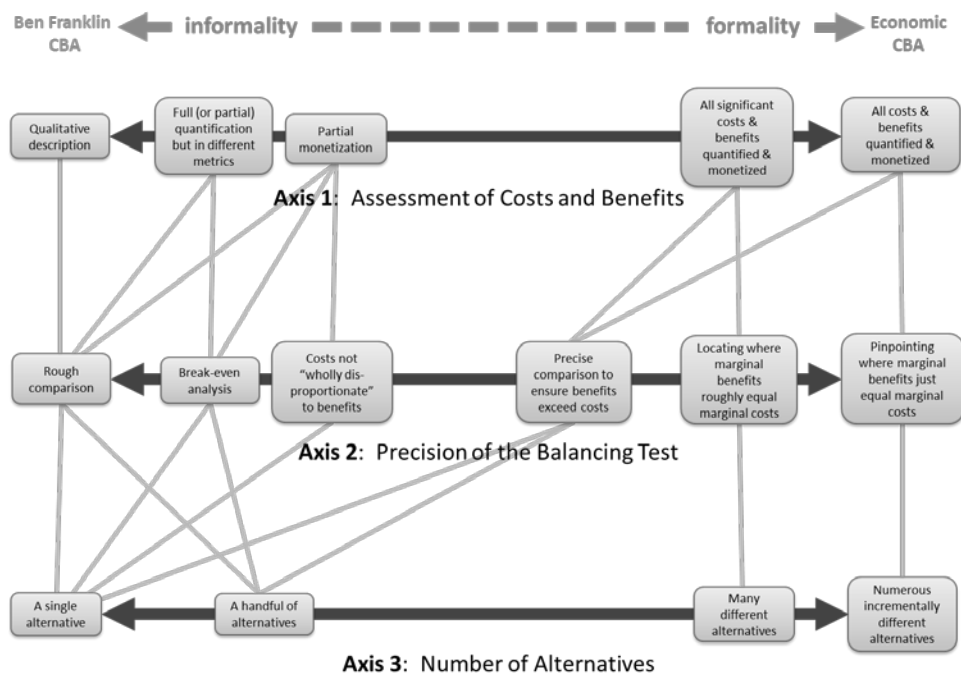 Ben Franklin
CBA
informality
formality
Economic
CBA
Qualitative
description
Full (or partial)
quantification
but in different
metrics
Partial
monetization
All significant
costs &
benefits
quantified &
monetized
All costs
& benefits
quantified &
monetized
Axis 1: Assessment of Costs and Benefits
Rough
comparison
Break-even
analysis
Costs not
“wholly dis-
proportionate”
to benefits
Precise
comparison to
ensure benefits
exceed costs
Locating where
marginal
benefits
roughly equal
marginal costs
Pinpointing
where marginal
benefits just
equal marginal
costs
Axis 2: Precision of the Balancing Test
A single
alternative
A handful of
alternatives
Many
different
alternatives
Numerous
incrementally
different
alternatives
Axis 3: Number of Alternatives